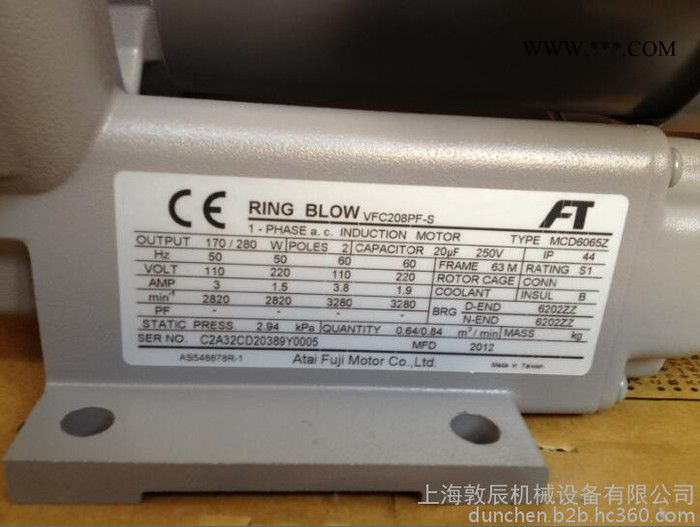 WWW.***.COM
CE RING BLOW VFC208PF-S FT
1 - PHASE a. c. INDUCTION MOTOR TYPE MCD6065Z
OUTPUT 170 / 280 W POLES 2 CAPACITOR 20μF 250V IP 44
Hz 50 50 60 60 FRAME 63 M RATING S1
VOLT 110 220 110 220 ROTOR CAGE CONN
AMP 3 1.5 3.8 1.9 COOLANT INSUL B
min⁻¹ 2820 2820 3280 3280 BRG D-END 6202ZZ
PF - - - - N-END 6202ZZ
STATIC PRESS. 2.94 kPa QUANTITY 0.64/0.84 m³/min MASS kg
SER NO. C2A32CD20389Y0005 MFD 2012
AS548878R-1 Atai Fuji Motor Co.,Ltd. Made in Taiwan
上海敦辰机械设备有限公司
dunchen.b2b.hc360.com